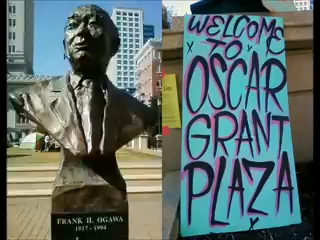 FRANK H. OGAWA
1917 - 1994
WELCOME
TO
OSCAR
GRANT
PLAZA